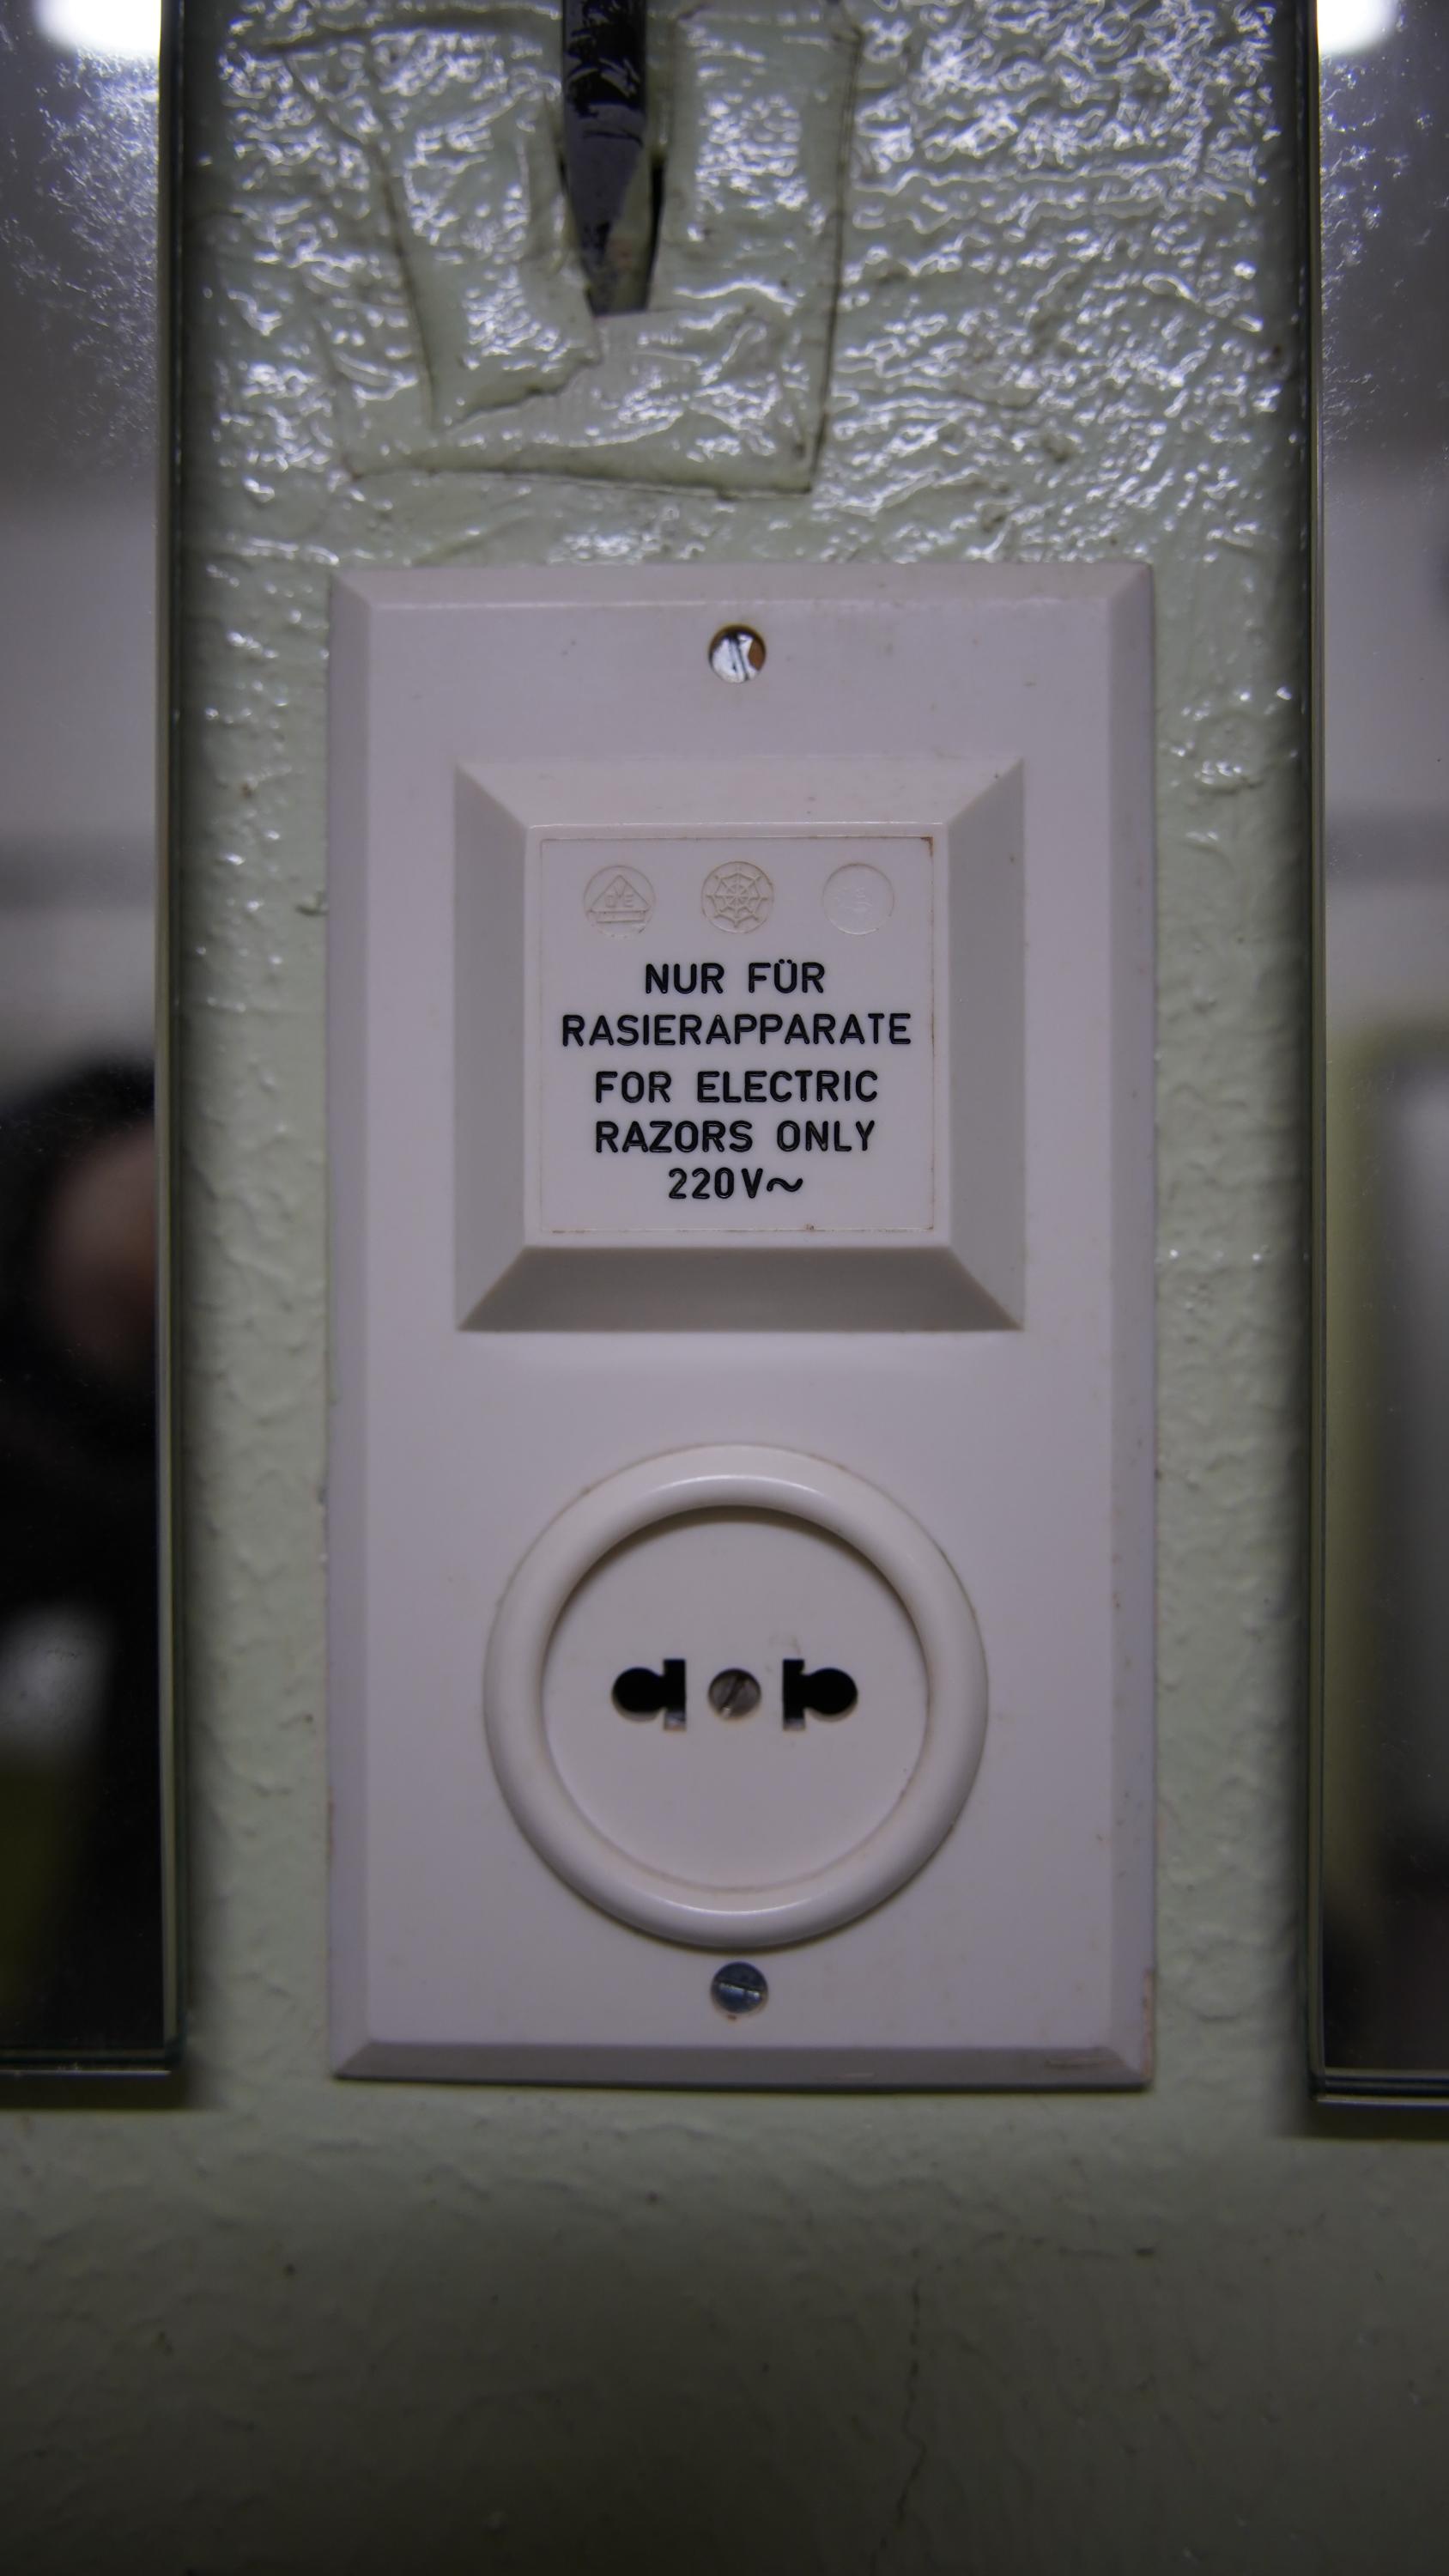 NUR FÜR
RASIERAPPARATE
FOR ELECTRIC
RAZORS ONLY
220V~